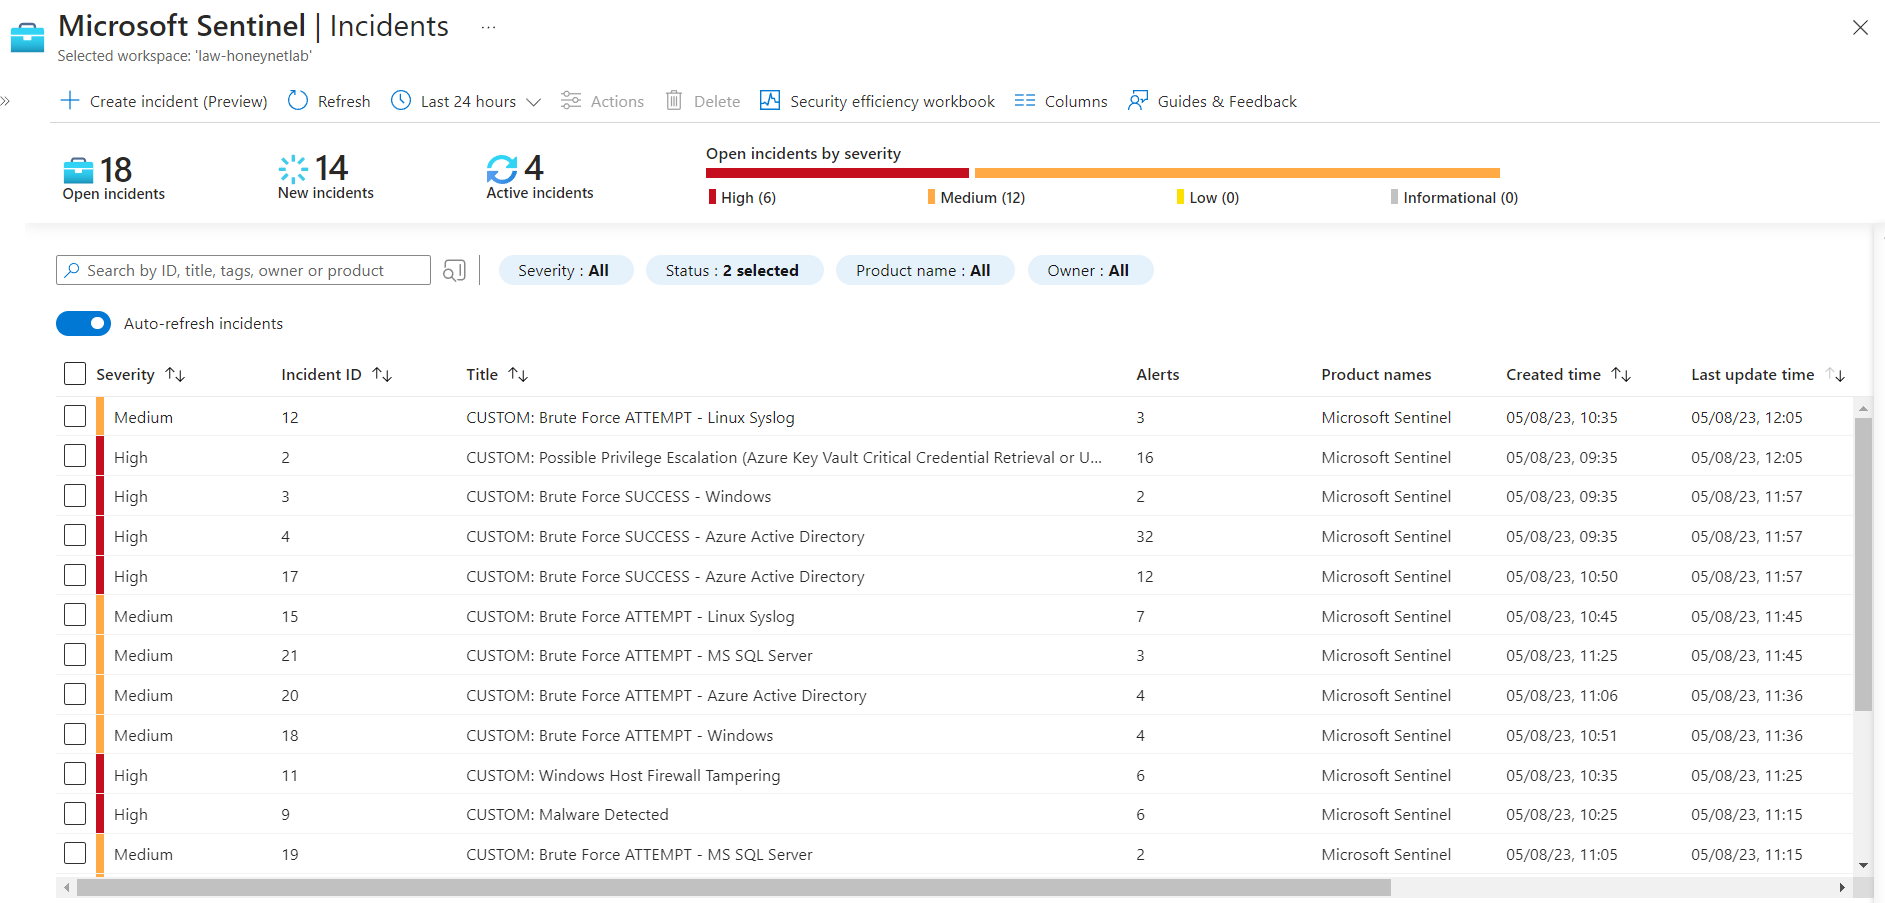 Microsoft Sentinel | Incidents ...
Selected workspace: 'law-honeynetlab'
» Create incident (Preview) Refresh Last 24 hours Actions Delete Security efficiency workbook Columns Guides & Feedback
18 Open incidents
14 New incidents
4 Active incidents
Open incidents by severity
High (6) Medium (12) Low (0) Informational (0)
Search by ID, title, tags, owner or product Severity : All Status : 2 selected Product name : All Owner : All
Auto-refresh incidents
Severity Incident ID Title Alerts Product names Created time Last update time
Medium 12 CUSTOM: Brute Force ATTEMPT - Linux Syslog 3 Microsoft Sentinel 05/08/23, 10:35 05/08/23, 12:05
High 2 CUSTOM: Possible Privilege Escalation (Azure Key Vault Critical Credential Retrieval or U... 16 Microsoft Sentinel 05/08/23, 09:35 05/08/23, 12:05
High 3 CUSTOM: Brute Force SUCCESS - Windows 2 Microsoft Sentinel 05/08/23, 09:35 05/08/23, 11:57
High 4 CUSTOM: Brute Force SUCCESS - Azure Active Directory 32 Microsoft Sentinel 05/08/23, 09:35 05/08/23, 11:57
High 17 CUSTOM: Brute Force SUCCESS - Azure Active Directory 12 Microsoft Sentinel 05/08/23, 10:50 05/08/23, 11:57
Medium 15 CUSTOM: Brute Force ATTEMPT - Linux Syslog 7 Microsoft Sentinel 05/08/23, 10:45 05/08/23, 11:45
Medium 21 CUSTOM: Brute Force ATTEMPT - MS SQL Server 3 Microsoft Sentinel 05/08/23, 11:25 05/08/23, 11:45
Medium 20 CUSTOM: Brute Force ATTEMPT - Azure Active Directory 4 Microsoft Sentinel 05/08/23, 11:06 05/08/23, 11:36
Medium 18 CUSTOM: Brute Force ATTEMPT - Windows 4 Microsoft Sentinel 05/08/23, 10:51 05/08/23, 11:36
High 11 CUSTOM: Windows Host Firewall Tampering 6 Microsoft Sentinel 05/08/23, 10:35 05/08/23, 11:25
High 9 CUSTOM: Malware Detected 6 Microsoft Sentinel 05/08/23, 10:25 05/08/23, 11:15
Medium 19 CUSTOM: Brute Force ATTEMPT - MS SQL Server 2 Microsoft Sentinel 05/08/23, 11:05 05/08/23, 11:15